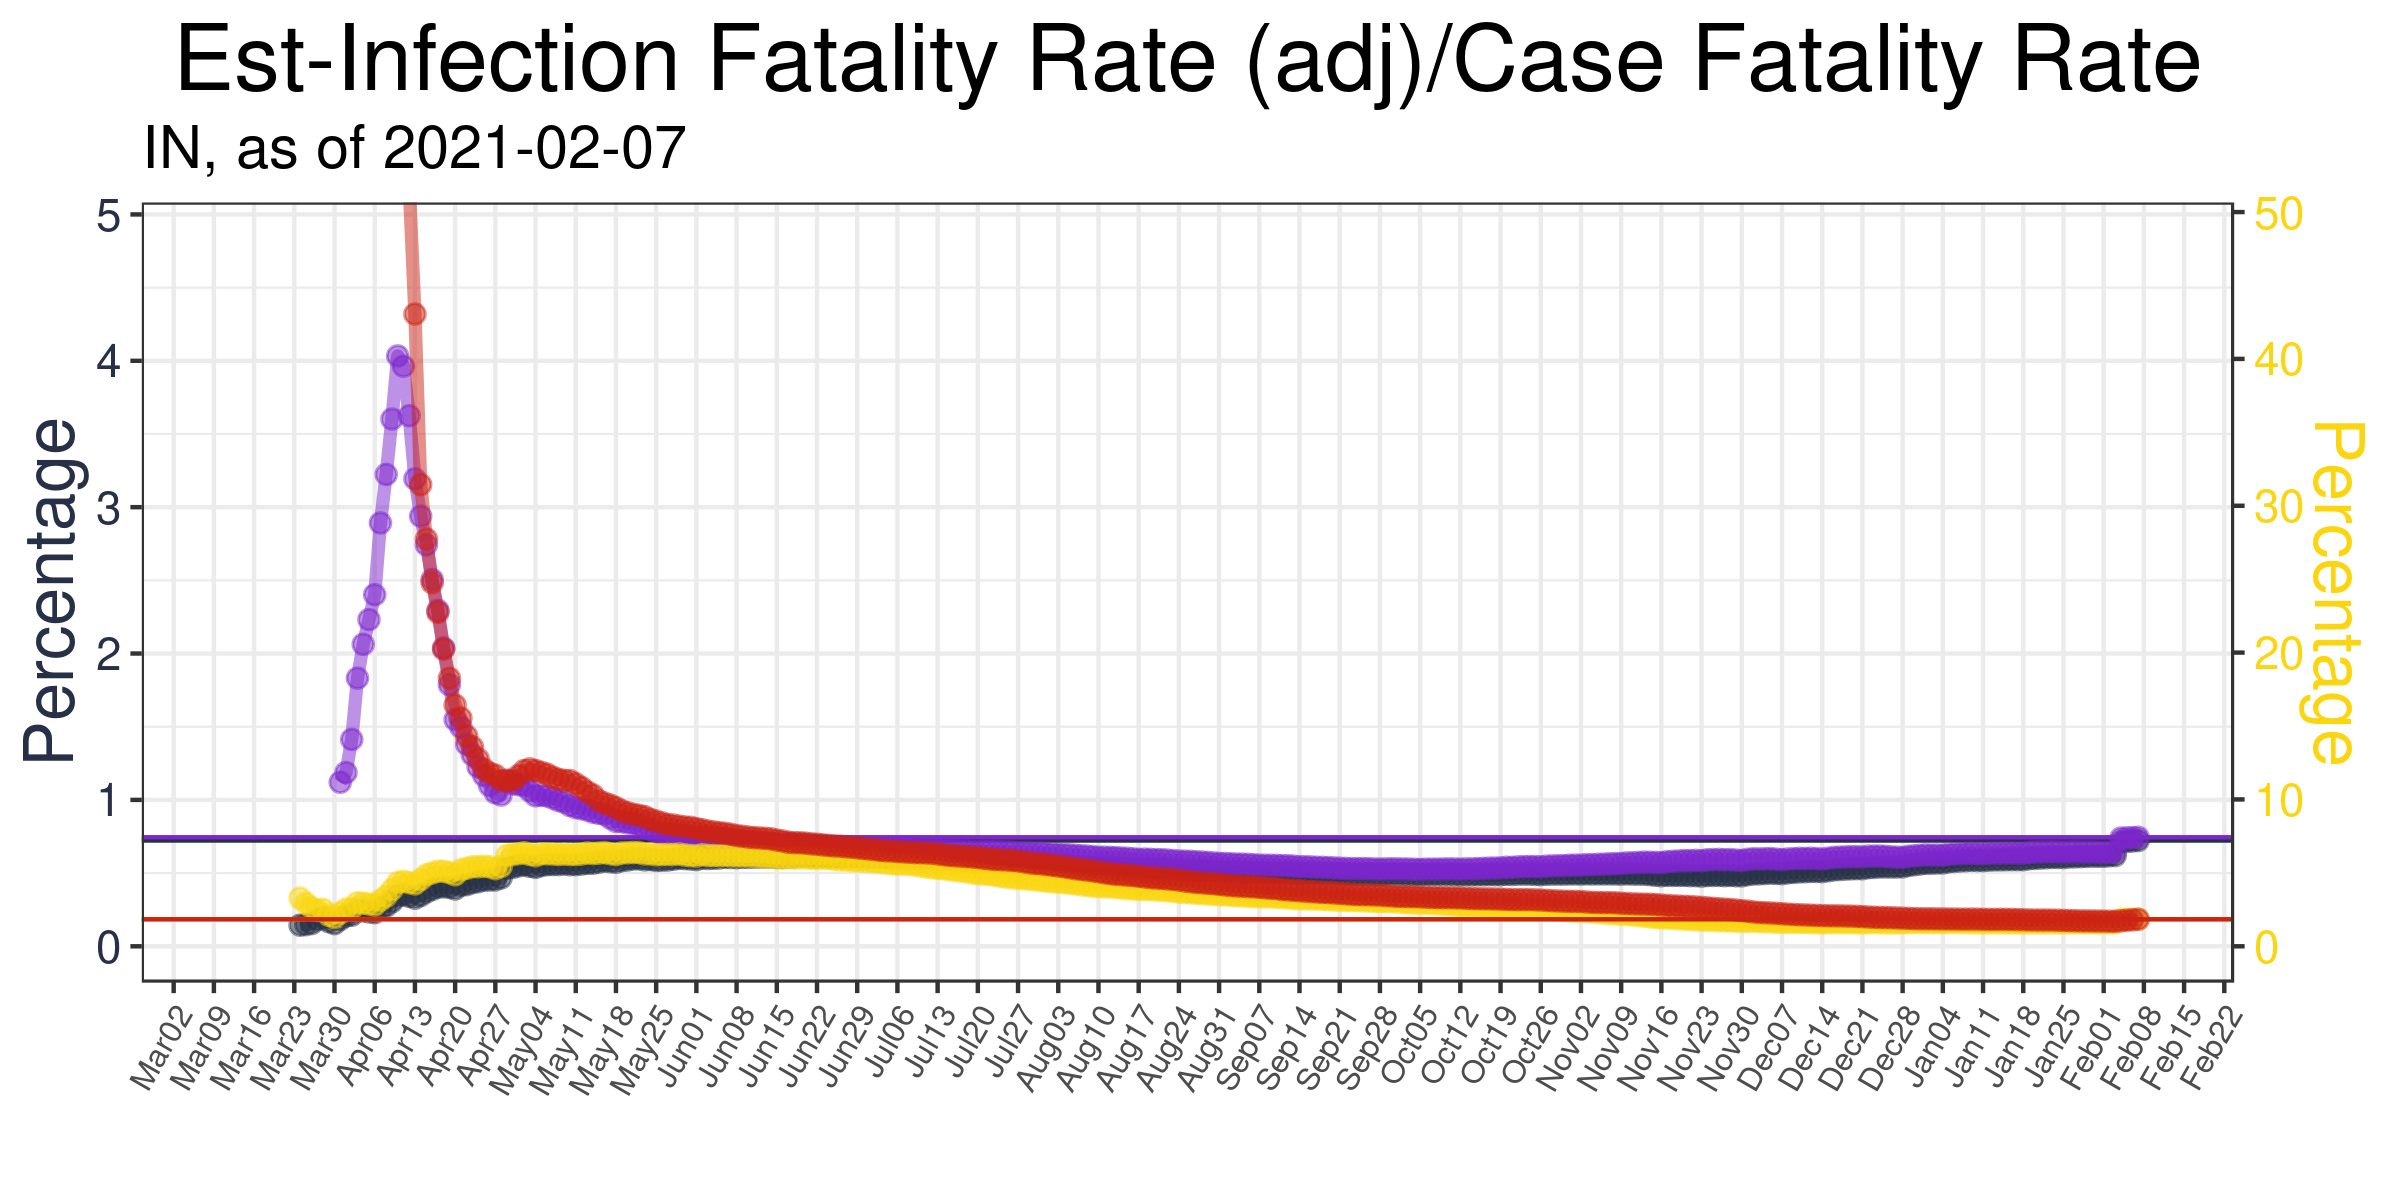 Est-Infection Fatality Rate (adj)/Case Fatality Rate
IN, as of 2021-02-07
Percentage
5
4
3
2
1
0
50
40
30
20
10
0
Percentage
Mar02
Mar09
Mar16
Mar23
Mar30
Apr06
Apr13
Apr20
Apr27
May04
May11
May18
May25
Jun01
Jun08
Jun15
Jun22
Jun29
Jul06
Jul13
Jul20
Jul27
Aug03
Aug10
Aug17
Aug24
Aug31
Sep07
Sep14
Sep21
Sep28
Oct05
Oct12
Oct19
Oct26
Nov02
Nov09
Nov16
Nov23
Nov30
Dec07
Dec14
Dec21
Dec28
Jan04
Jan11
Jan18
Jan25
Feb01
Feb08
Feb15
Feb22